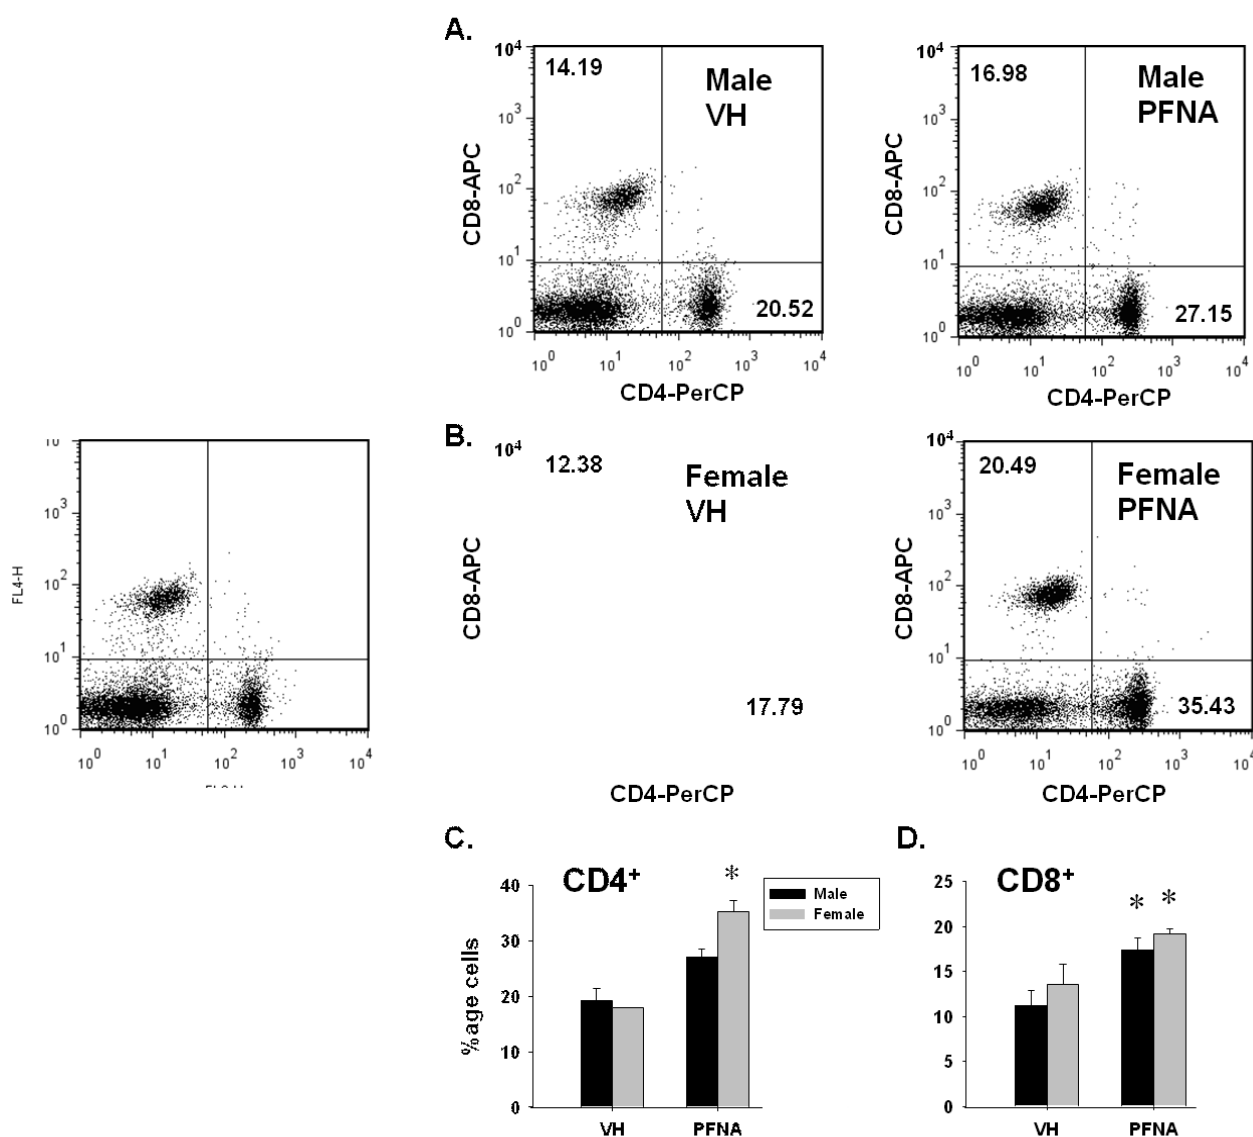 A.
10⁴
14.19
Male
VH
10³
CD8-APC
10²
10¹
20.52
10⁰
10⁰ 10¹ 10² 10³ 10⁴
CD4-PerCP
10⁴
16.98
Male
PFNA
10³
CD8-APC
10²
10¹
27.15
10⁰
10⁰ 10¹ 10² 10³ 10⁴
CD4-PerCP
10³
FL4-H
10²
10¹
10⁰
10⁰ 10¹ 10² 10³ 10⁴
B.
10⁴
12.38
Female
VH
CD8-APC
17.79
CD4-PerCP
10⁴
20.49
Female
PFNA
10³
CD8-APC
10²
10¹
35.43
10⁰
10⁰ 10¹ 10² 10³ 10⁴
CD4-PerCP
C.
CD4⁺
*
Male
Female
%age cells
40
30
20
10
0
VH PFNA
D.
CD8⁺
* *
25
20
15
10
5
0
VH PFNA